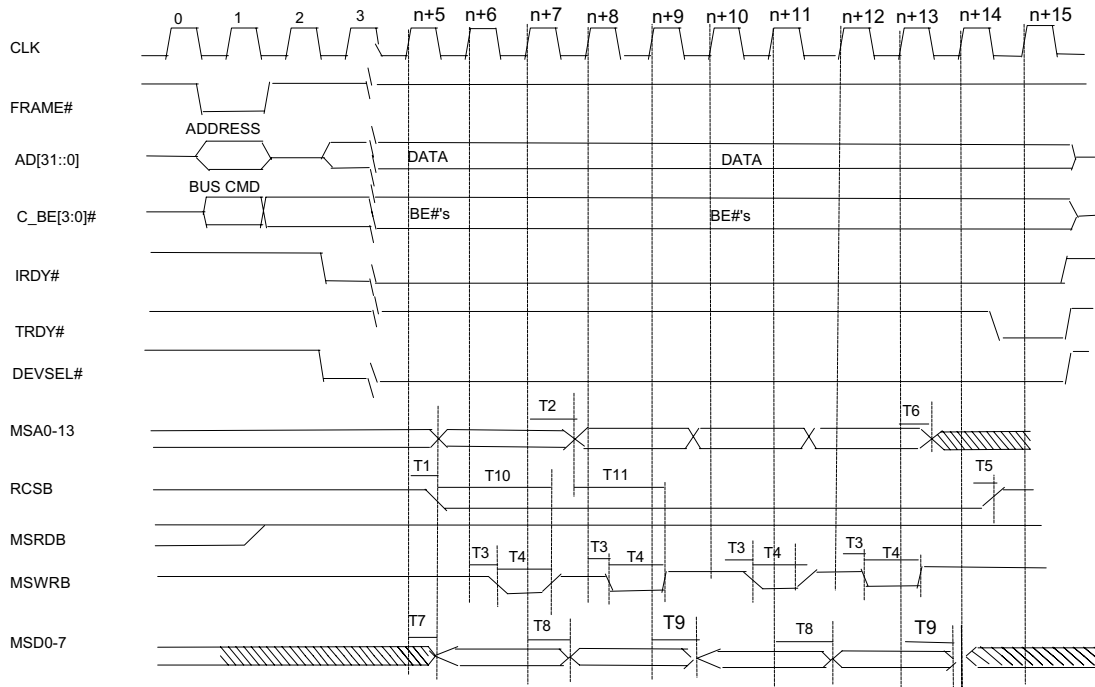 0 1 2 3 n+5 n+6 n+7 n+8 n+9 n+10 n+11 n+12 n+13 n+14 n+15
CLK
FRAME#
ADDRESS
AD[31::0] DATA DATA
BUS CMD
C_BE[3:0]# BE#'s BE#'s
IRDY#
TRDY#
DEVSEL#
T2 T6
MSA0-13
T1 T10 T11 T5
RCSB
MSRDB
T3 T4 T3 T4 T3 T4 T3 T4
MSWRB
T7 T8 T9 T8 T9
MSD0-7